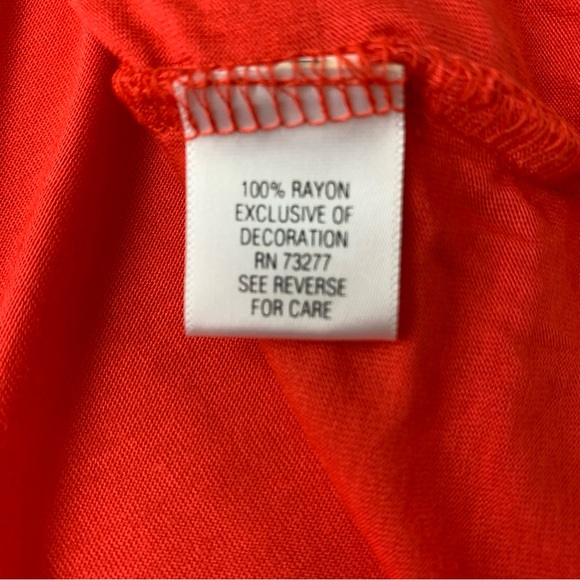 100% RAYON
EXCLUSIVE OF
DECORATION
RN 73277
SEE REVERSE
FOR CARE